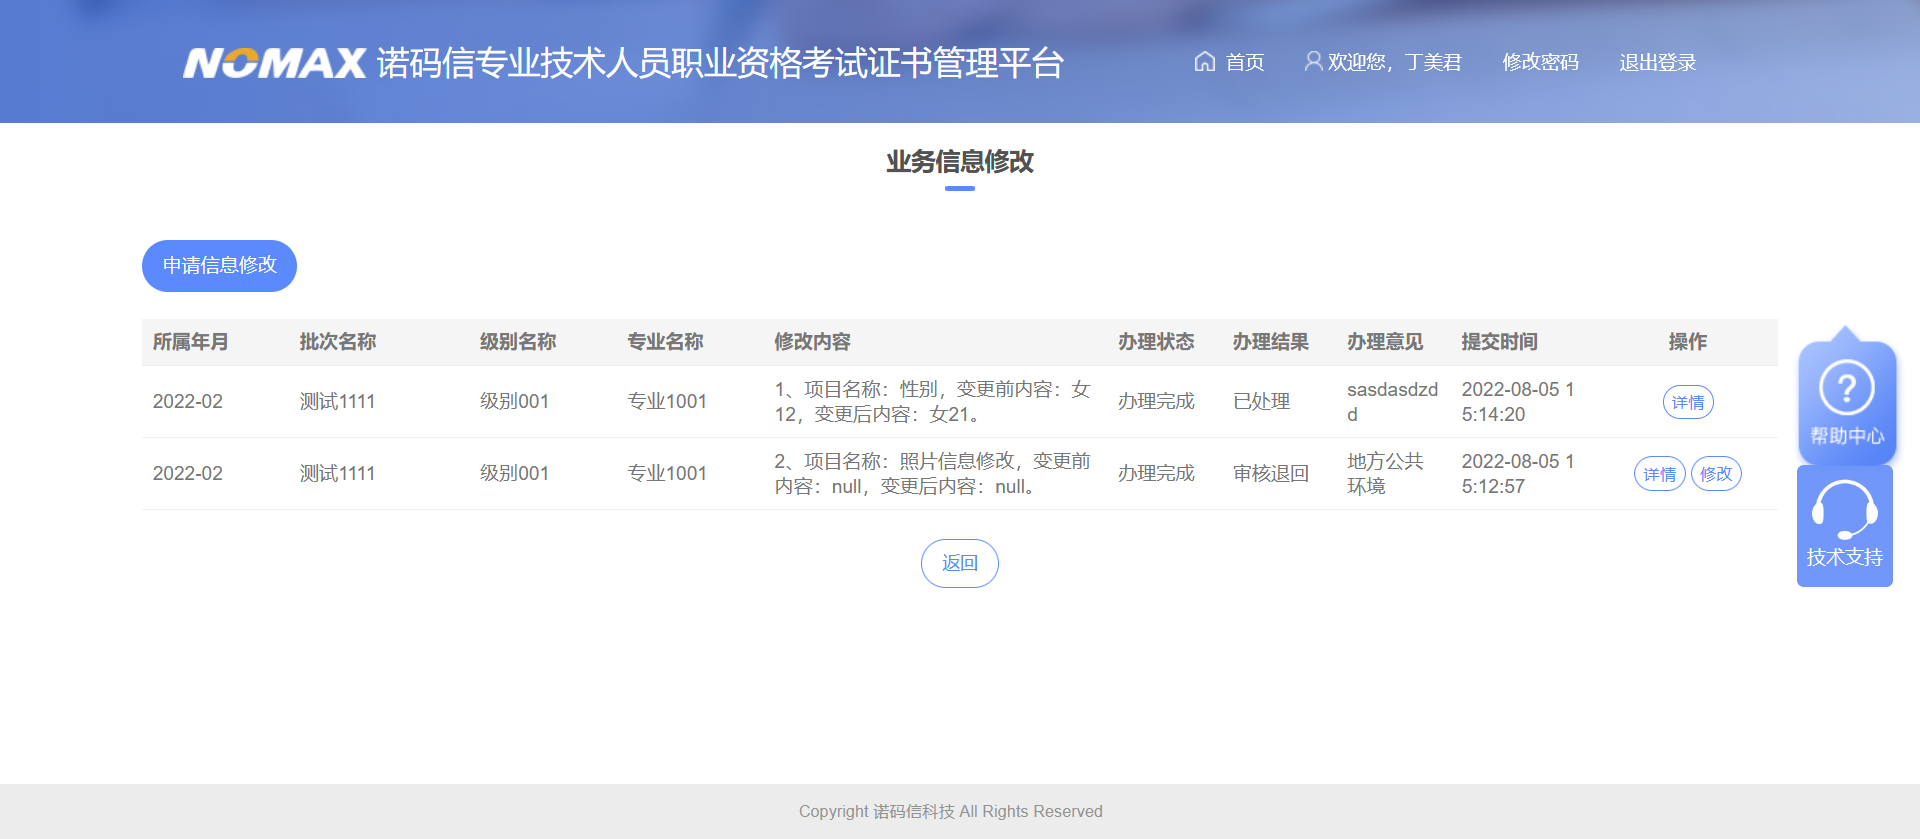 NOMAX 诺码信专业技术人员职业资格考试证书管理平台 首页 欢迎您，丁美君 修改密码 退出登录
业务信息修改
申请信息修改
所属年月 批次名称 级别名称 专业名称 修改内容 办理状态 办理结果 办理意见 提交时间 操作
2022-02 测试1111 级别001 专业1001 1、项目名称：性别，变更前内容：女
12，变更后内容：女21。 办理完成 已处理 sasdasdzd
d 2022-08-05 1
5:14:20 详情
2022-02 测试1111 级别001 专业1001 2、项目名称：照片信息修改，变更前
内容：null，变更后内容：null。 办理完成 审核退回 地方公共
环境 2022-08-05 1
5:12:57 详情 修改
返回
?
帮助中心
技术支持
Copyright 诺码信科技 All Rights Reserved